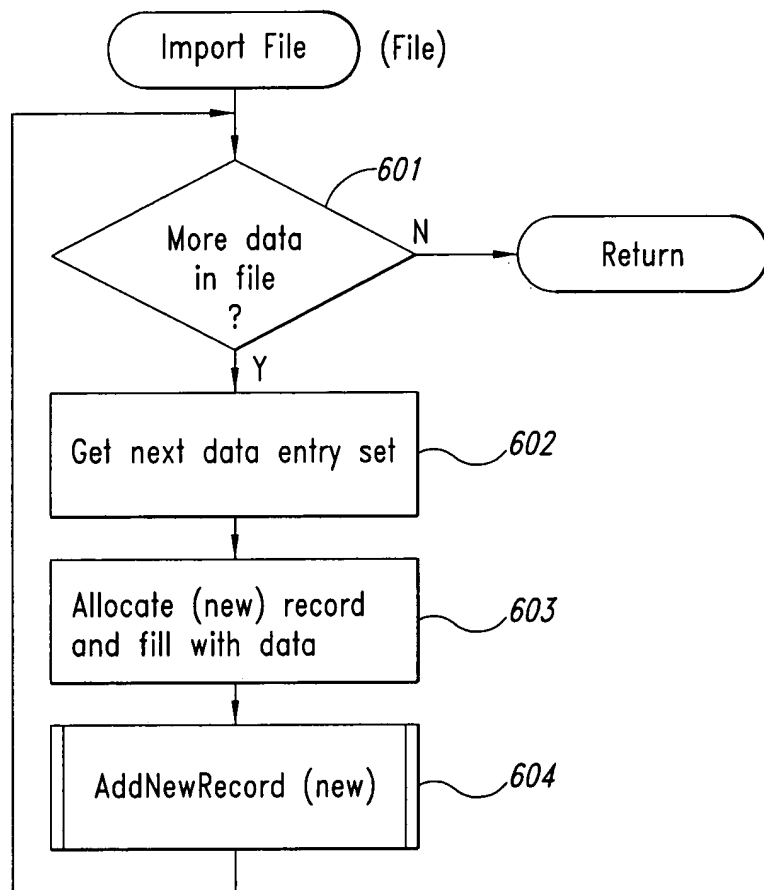 Import File (File)
601
More data
in file
?
N
Return
Y
Get next data entry set
602
Allocate (new) record
and fill with data
603
AddNewRecord (new)
604